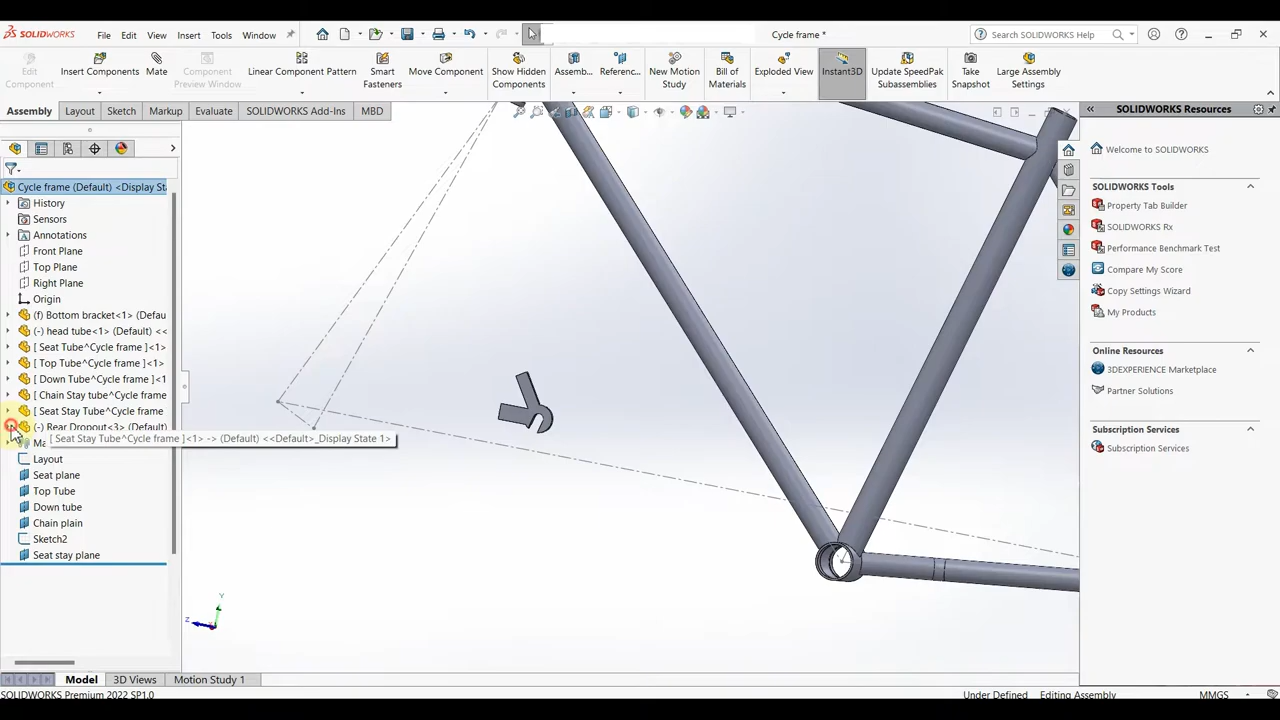 SOLIDWORKS
File
Edit
View
Insert
Tools
Window
Cycle frame *
Search SOLIDWORKS Help
Edit
Component
Insert Components
Mate
Component
Preview Window
Linear Component Pattern
Smart
Fasteners
Move Component
Show Hidden
Components
Assemb...
Referenc...
New Motion
Study
Bill of
Materials
Exploded View
Instant3D
Update SpeedPak
Subassemblies
Take
Snapshot
Large Assembly
Settings
Assembly
Layout
Sketch
Markup
Evaluate
SOLIDWORKS Add-Ins
MBD
Cycle frame (Default) <Display Sta
History
Sensors
Annotations
Front Plane
Top Plane
Right Plane
Origin
(f) Bottom bracket<1> (Defau
(-) head tube<1> (Default) <<
[ Seat Tube^Cycle frame ]<1>
[ Top Tube^Cycle frame ]<1>
[ Down Tube^Cycle frame ]<1
[ Chain Stay tube^Cycle frame
[ Seat Stay Tube^Cycle frame
(-) Rear Dropout<3> (Default)
Ma
[ Seat Stay Tube^Cycle frame ]<1> -> (Default) <<Default>_Display State 1>
Layout
Seat plane
Top Tube
Down tube
Chain plain
Sketch2
Seat stay plane
Y
Z
SOLIDWORKS Resources
Welcome to SOLIDWORKS
SOLIDWORKS Tools
Property Tab Builder
SOLIDWORKS Rx
Performance Benchmark Test
Compare My Score
Copy Settings Wizard
My Products
Online Resources
3DEXPERIENCE Marketplace
Partner Solutions
Subscription Services
Subscription Services
Model
3D Views
Motion Study 1
SOLIDWORKS Premium 2022 SP1.0
Under Defined
Editing Assembly
MMGS